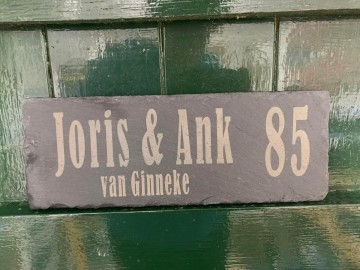 Joris & Ank 85
van Ginneke